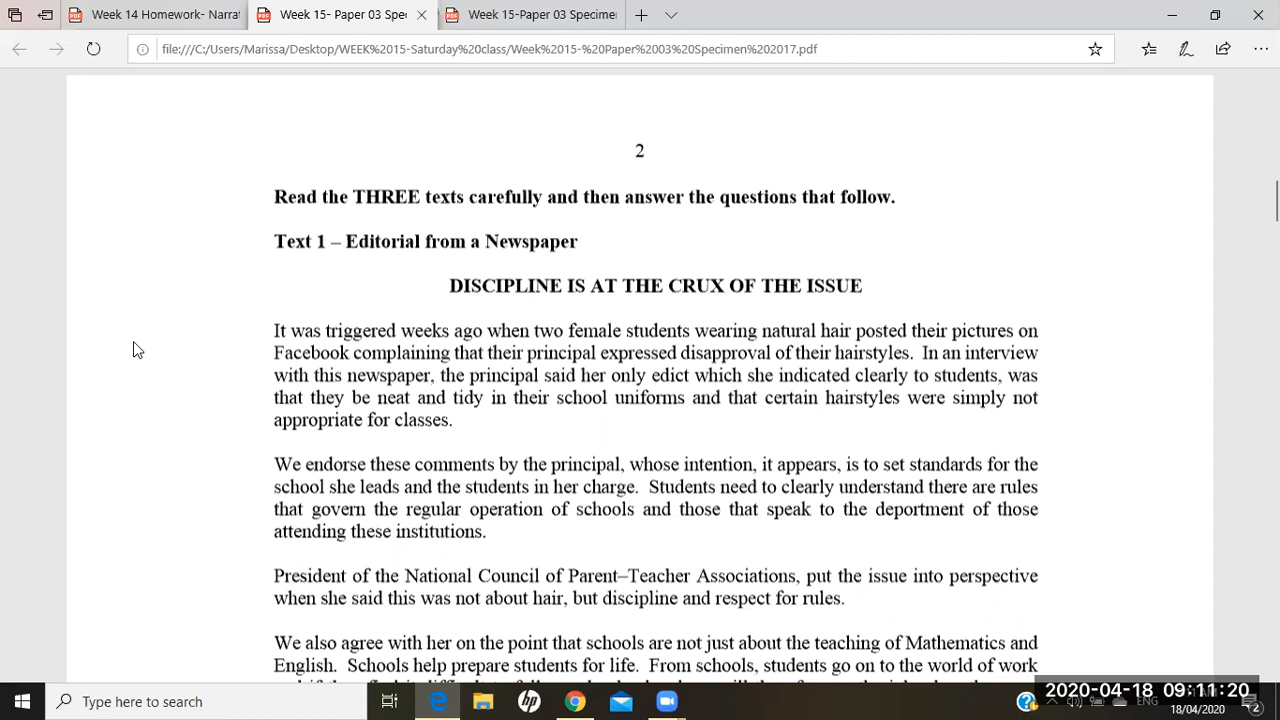 Week 14 Homework- Narrat
Week 15- Paper 03 Spec
Week 15-Paper 03 Specimen
file:///C:/Users/Marissa/Desktop/WEEK%2015-Saturday%20class/Week%2015-%20Paper%2003%20Specimen%202017.pdf
2
Read the THREE texts carefully and then answer the questions that follow.
Text 1 – Editorial from a Newspaper
DISCIPLINE IS AT THE CRUX OF THE ISSUE
It was triggered weeks ago when two female students wearing natural hair posted their pictures on
Facebook complaining that their principal expressed disapproval of their hairstyles. In an interview
with this newspaper, the principal said her only edict which she indicated clearly to students, was
that they be neat and tidy in their school uniforms and that certain hairstyles were simply not
appropriate for classes.
We endorse these comments by the principal, whose intention, it appears, is to set standards for the
school she leads and the students in her charge. Students need to clearly understand there are rules
that govern the regular operation of schools and those that speak to the deportment of those
attending these institutions.
President of the National Council of Parent–Teacher Associations, put the issue into perspective
when she said this was not about hair, but discipline and respect for rules.
We also agree with her on the point that schools are not just about the teaching of Mathematics and
English. Schools help prepare students for life. From schools, students go on to the world of work
Type here to search
hp
ENG
2020-04-18 09:11:20
18/04/2020
2